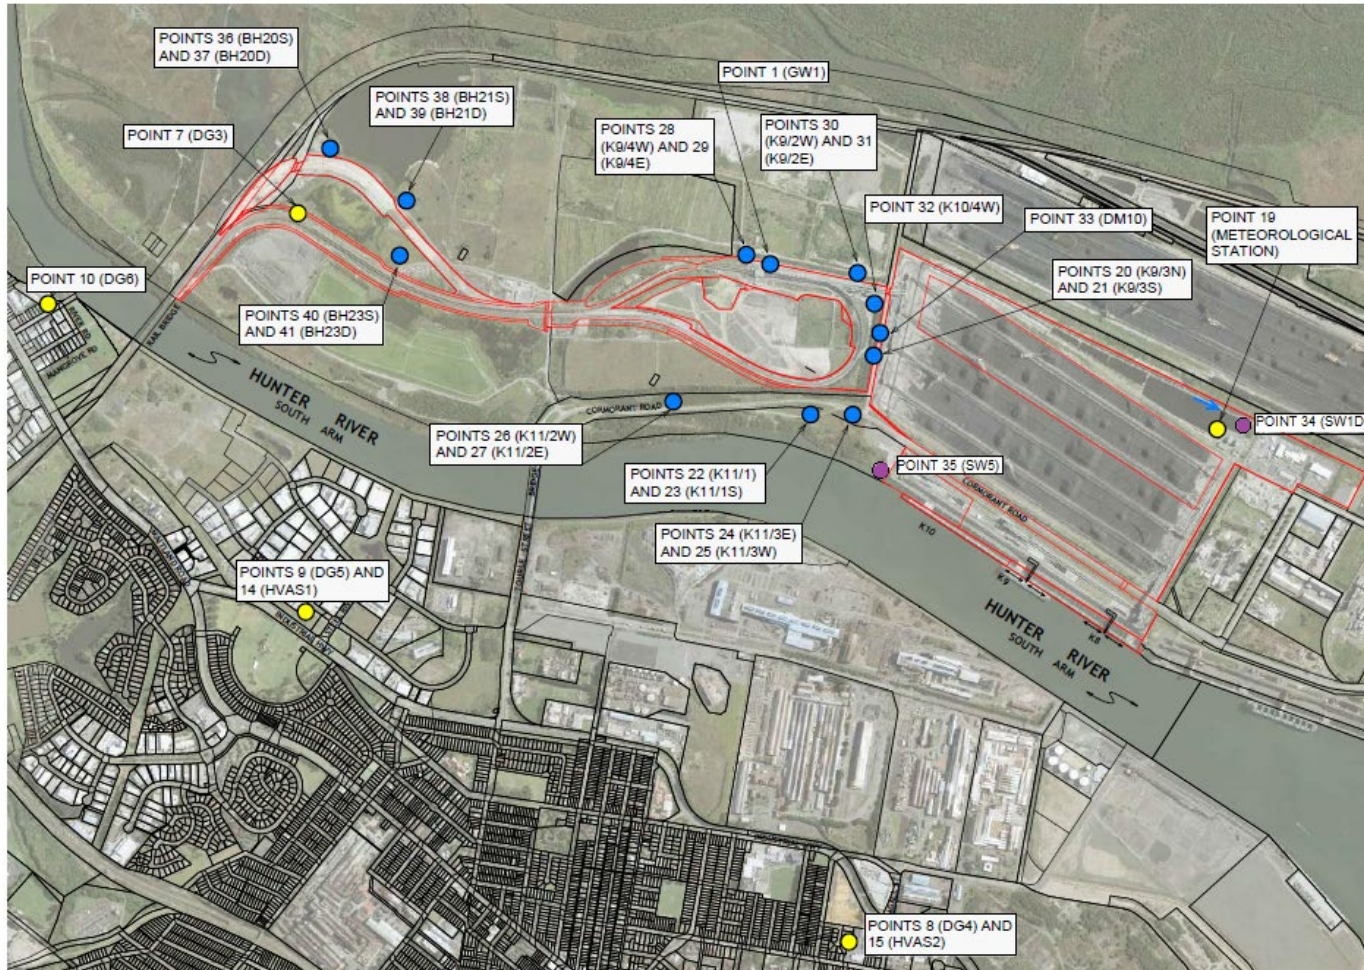 POINTS 36 (BH20S)
AND 37 (BH20D)
POINT 1 (GW1)
POINTS 38 (BH21S)
AND 39 (BH21D)
POINTS 28
(K9/4W) AND 29
(K9/4E)
POINTS 30
(K9/2W) AND 31
(K9/2E)
POINT 7 (DG3)
POINT 32 (K10/4W)
POINT 33 (DM10)
POINT 19
(METEOROLOGICAL
STATION)
POINT 10 (DG6)
POINTS 20 (K9/3N)
AND 21 (K9/3S)
POINTS 40 (BH23S)
AND 41 (BH23D)
RAIL BRIDGE
MANGROVE RD
HUNTER RIVER
SOUTH ARM
CORMORANT ROAD
POINTS 26 (K11/2W)
AND 27 (K11/2E)
POINT 34 (SW1D
POINT 35 (SW5)
POINTS 22 (K11/1)
AND 23 (K11/1S)
CORMORANT ROAD
POINTS 24 (K11/3E)
AND 25 (K11/3W)
K10
K9
K8
POINTS 9 (DG5) AND
14 (HVAS1)
INDUSTRIAL HWY
HUNTER RIVER
SOUTH ARM
POINTS 8 (DG4) AND
15 (HVAS2)